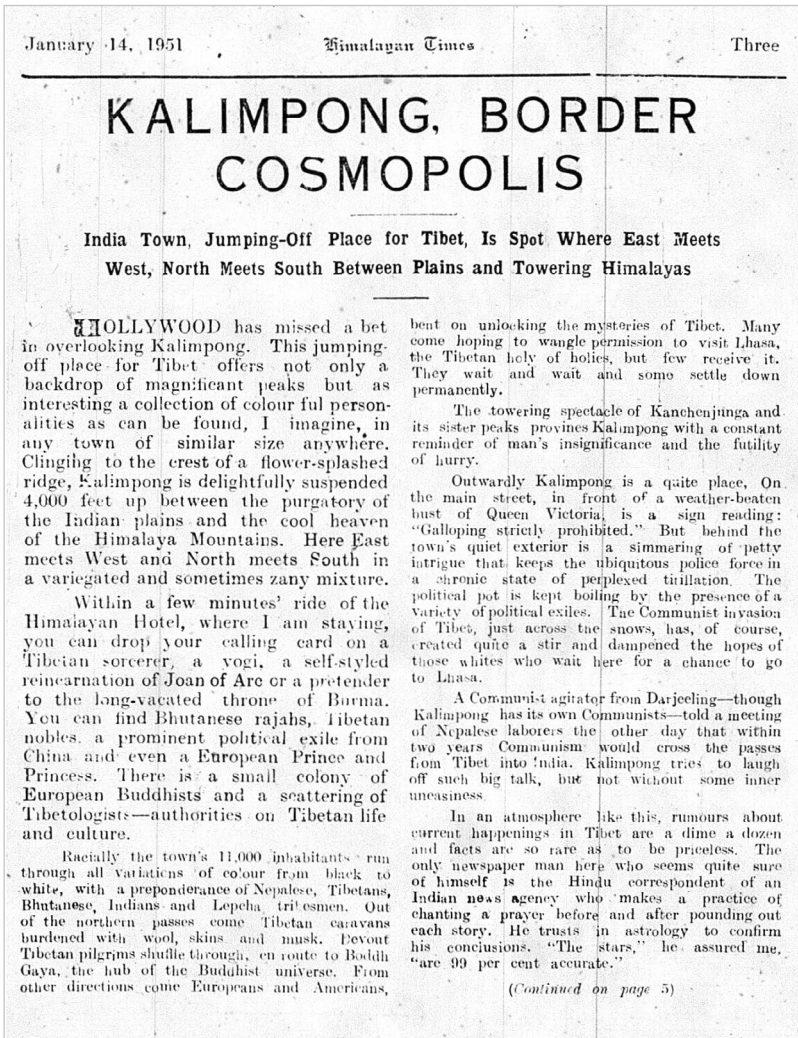 January 14, 1951
Himalayan Times
Three
KALIMPONG, BORDER
COSMOPOLIS
India Town, Jumping-Off Place for Tibet, Is Spot Where East Meets
West, North Meets South Between Plains and Towering Himalayas
HOLLYWOOD has missed a bet
in overlooking Kalimpong. This jumping-
off place for Tibet offers not only a
backdrop of magnificent peaks but as
interesting a collection of colour ful person-
alities as can be found, I imagine, in
any town of similar size anywhere.
Clinging to the crest of a flower-splashed
ridge, Kalimpong is delightfully suspended
4,000 feet up between the purgatory of
the Indian plains and the cool heaven
of the Himalaya Mountains. Here East
meets West and North meets South in
a variegated and sometimes zany mixture.
Within a few minutes' ride of the
Himalayan Hotel, where I am staying,
you can drop your calling card on a
Tibetan sorcerer, a yogi, a self-styled
reincarnation of Joan of Arc or a pretender
to the long-vacated throne of Burma.
You can find Bhutanese rajahs, Tibetan
nobles, a prominent political exile from
China and even a European Prince and
Princess. There is a small colony of
European Buddhists and a scattering of
Tibetologists—authorities on Tibetan life
and culture.
Racially the town's 11,000 inhabitants run
through all variations of colour from black to
white, with a preponderance of Nepalese, Tibetans,
Bhutanese, Indians and Lepcha tribesmen. Out
of the northern passes come Tibetan caravans
burdened with wool, skins and musk. Devout
Tibetan pilgrims shuffle through, en route to Boddh
Gaya, the hub of the Buddhist universe. From
other directions come Europeans and Americans,
bent on unlocking the mysteries of Tibet. Many
come hoping to wangle permission to visit Lhasa,
the Tibetan holy of holies, but few receive it.
They wait and wait and some settle down
permanently.
The towering spectacle of Kanchenjunga and
its sister peaks provines Kalimpong with a constant
reminder of man's insignificance and the futility
of hurry.
Outwardly Kalimpong is a quite place, On
the main street, in front of a weather-beaten
bust of Queen Victoria, is a sign reading:
"Galloping strictly prohibited." But behind the
town's quiet exterior is a simmering of petty
intrigue that keeps the ubiquitous police force in
a chronic state of perplexed titillation. The
political pot is kept boiling by the presence of a
variety of political exiles. The Communist invasion
of Tibet, just across the snows, has, of course,
created quite a stir and dampened the hopes of
those whites who wait here for a chance to go
to Lhasa.
A Communist agitator from Darjeeling—though
Kalimpong has its own Communists—told a meeting
of Nepalese laborers the other day that within
two years Communism would cross the passes
from Tibet into India. Kalimpong tries to laugh
off such big talk, but not without some inner
uneasiness
In an atmosphere like this, rumours about
current happenings in Tibet are a dime a dozen
and facts are so rare as to be priceless. The
only newspaper man here who seems quite sure
of himself is the Hindu correspondent of an
Indian news agency who makes a practice of
chanting a prayer before and after pounding out
each story. He trusts in astrology to confirm
his conclusions. "The stars," he assured me,
"are 99 per cent accurate."
(Continued on page 5)